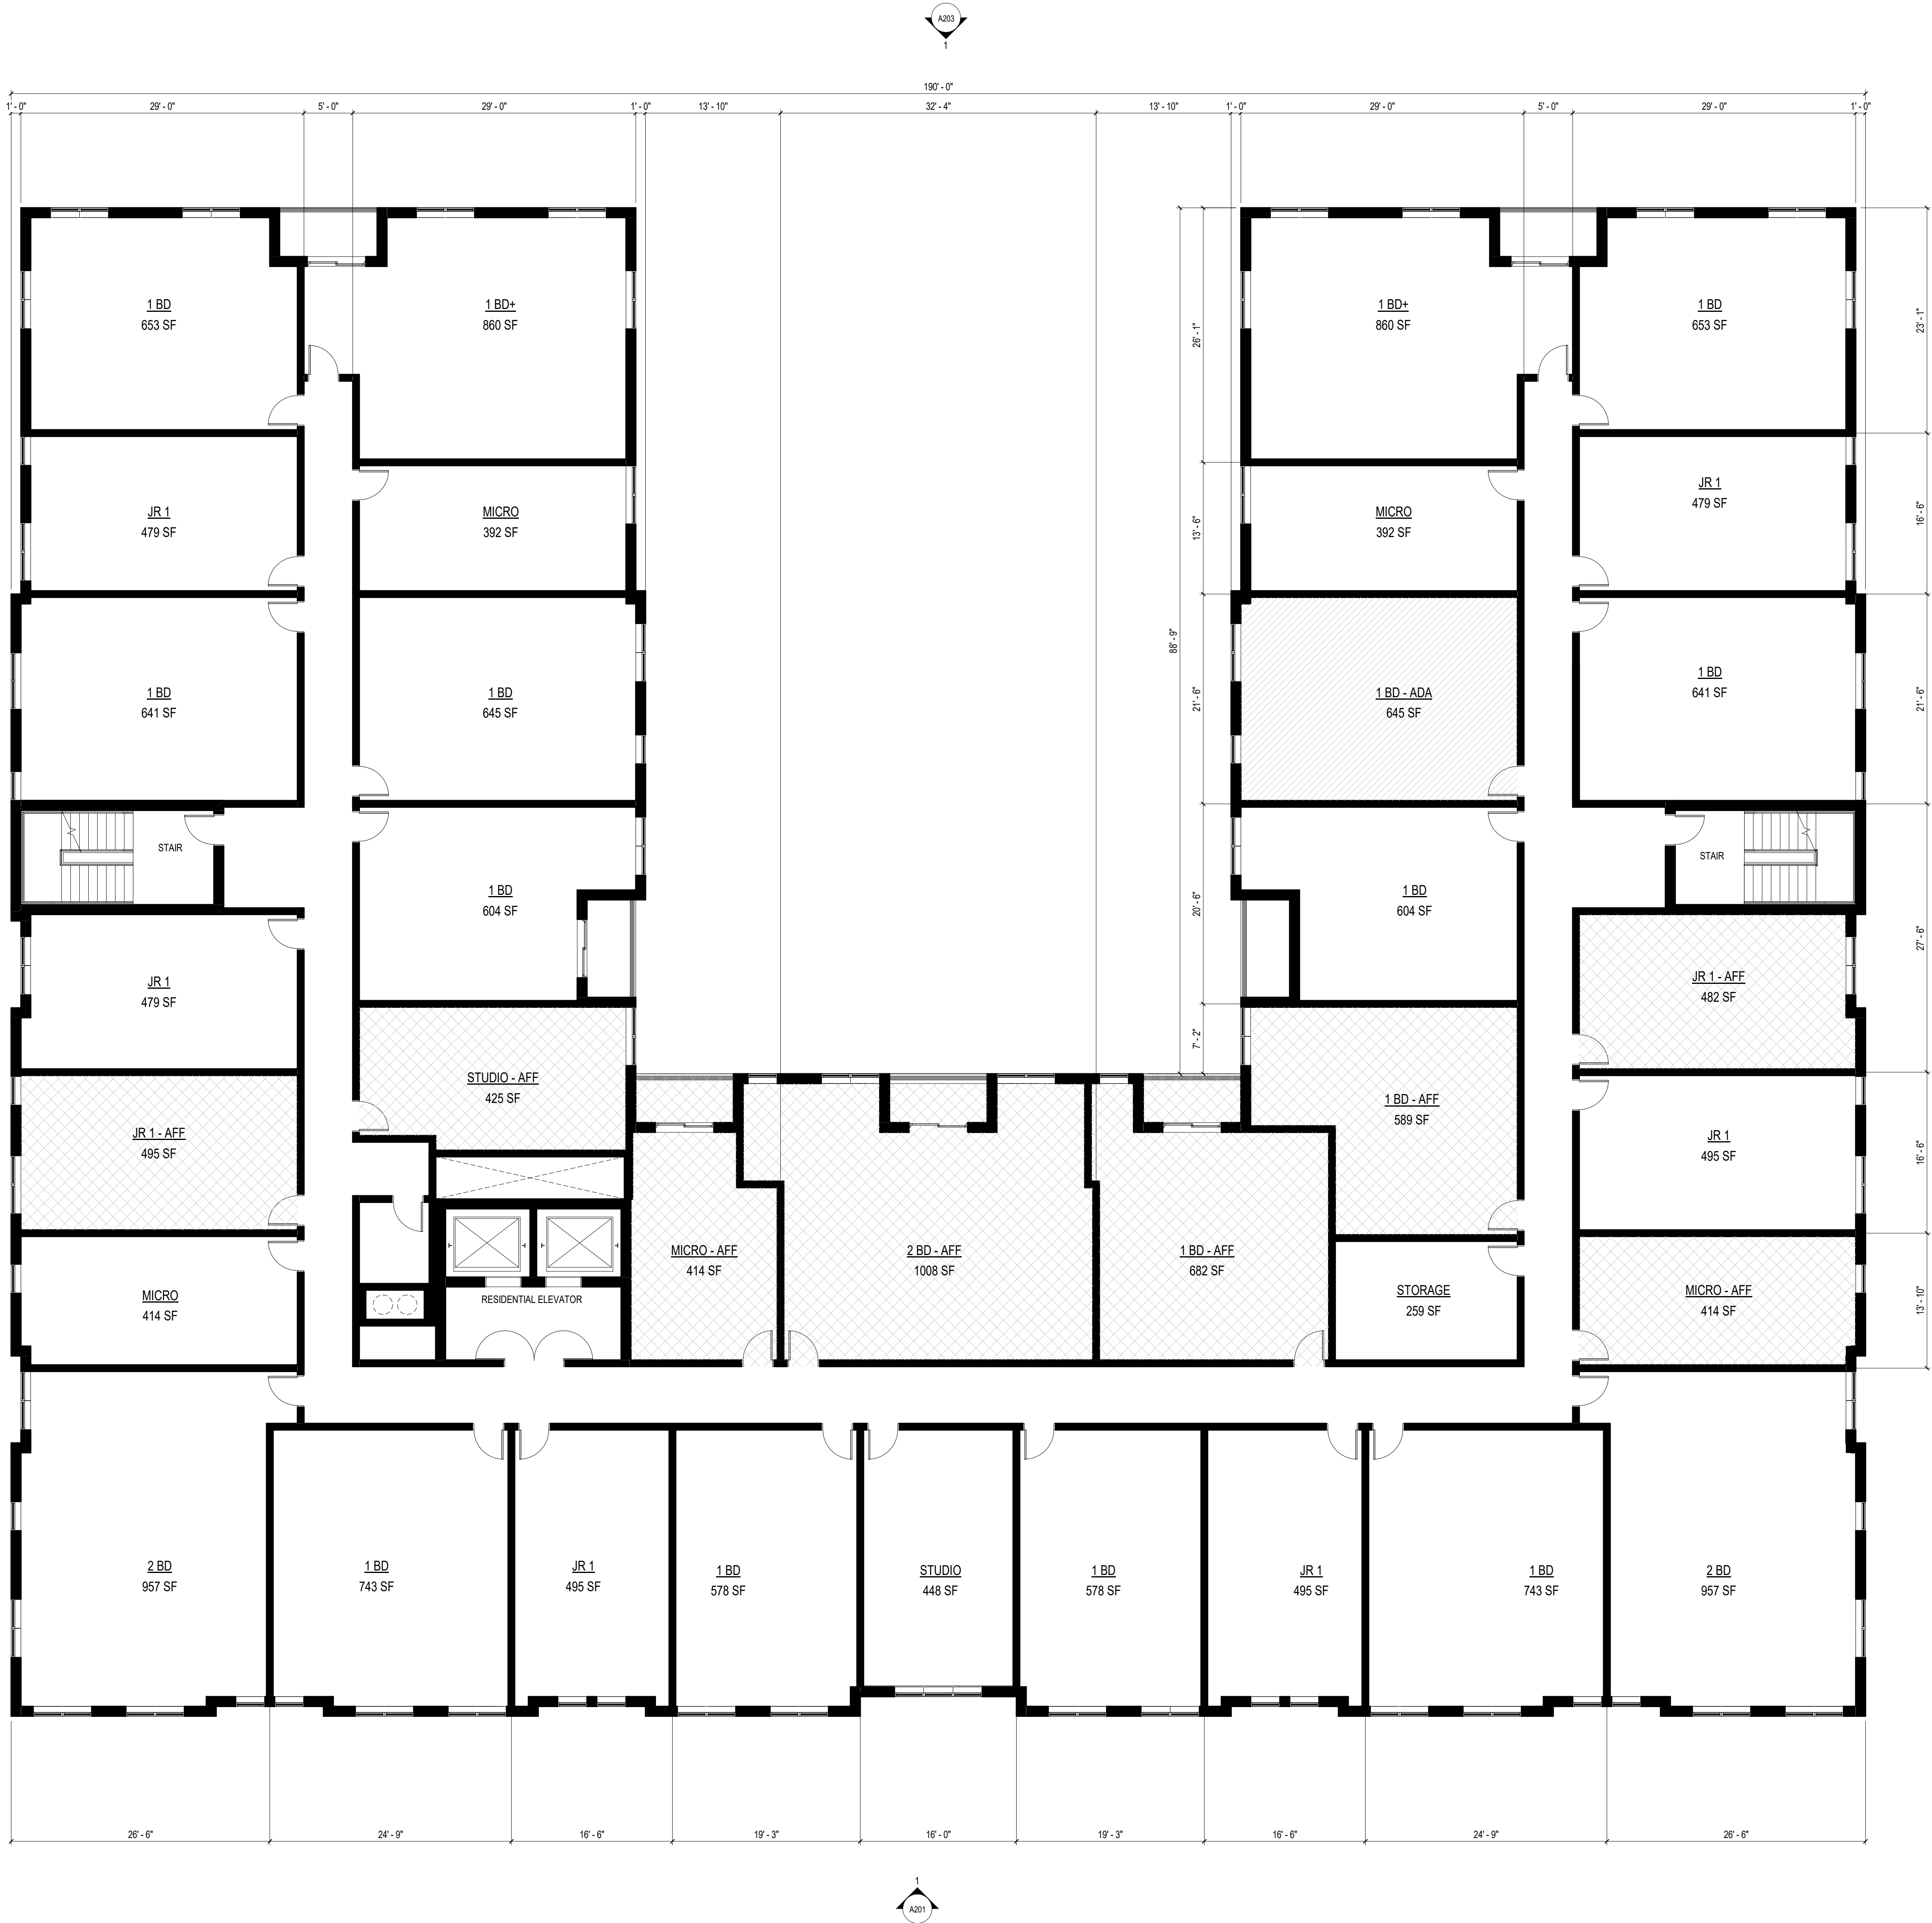 A203
1
190' - 0"
1' - 0"
29' - 0"
5' - 0"
29' - 0"
1' - 0"
13' - 10"
32' - 4"
13' - 10"
1' - 0"
29' - 0"
5' - 0"
29' - 0"
1' - 0"
1 BD
653 SF
1 BD+
860 SF
1 BD+
860 SF
1 BD
653 SF
26' - 1"
23' - 1"
JR 1
479 SF
MICRO
392 SF
MICRO
392 SF
JR 1
479 SF
13' - 6"
16' - 6"
88' - 9"
1 BD
641 SF
1 BD
645 SF
1 BD - ADA
645 SF
1 BD
641 SF
21' - 6"
21' - 6"
STAIR
STAIR
1 BD
604 SF
1 BD
604 SF
20' - 6"
27' - 6"
JR 1
479 SF
JR 1 - AFF
482 SF
7' - 2"
STUDIO - AFF
425 SF
1 BD - AFF
589 SF
JR 1 - AFF
495 SF
JR 1
495 SF
16' - 6"
MICRO - AFF
414 SF
2 BD - AFF
1008 SF
1 BD - AFF
682 SF
MICRO
414 SF
RESIDENTIAL ELEVATOR
STORAGE
259 SF
MICRO - AFF
414 SF
13' - 10"
2 BD
957 SF
1 BD
743 SF
JR 1
495 SF
1 BD
578 SF
STUDIO
448 SF
1 BD
578 SF
JR 1
495 SF
1 BD
743 SF
2 BD
957 SF
26' - 6"
24' - 9"
16' - 6"
19' - 3"
16' - 0"
19' - 3"
16' - 6"
24' - 9"
26' - 6"
1
A201